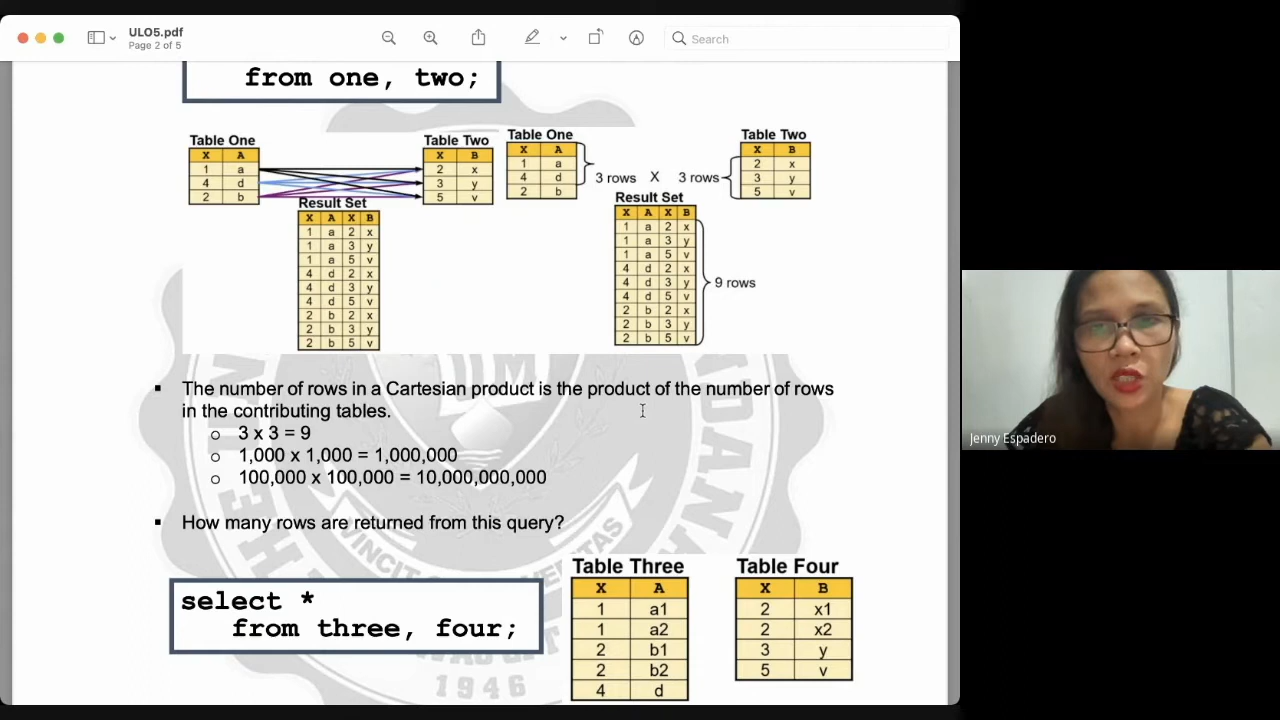 ULO5.pdf
Page 2 of 5
Search
from one, two;
Table One
X A
1 a
4 d
2 b
Table Two
X B
2 x
3 y
5 v
Result Set
X A X B
1 a 2 x
1 a 3 y
1 a 5 v
4 d 2 x
4 d 3 y
4 d 5 v
2 b 2 x
2 b 3 y
2 b 5 v
Table One
X A
1 a
4 d
2 b
3 rows X 3 rows
Table Two
X B
2 x
3 y
5 v
Result Set
X A X B
1 a 2 x
1 a 3 y
1 a 5 v
4 d 2 x
4 d 3 y
4 d 5 v
2 b 2 x
2 b 3 y
2 b 5 v
9 rows
▪ The number of rows in a Cartesian product is the product of the number of rows
in the contributing tables.
o 3 x 3 = 9
o 1,000 x 1,000 = 1,000,000
o 100,000 x 100,000 = 10,000,000,000
▪ How many rows are returned from this query?
select *
from three, four;
Table Three
X A
1 a1
1 a2
2 b1
2 b2
4 d
Table Four
X B
2 x1
2 x2
3 y
5 v
1946
Jenny Espadero